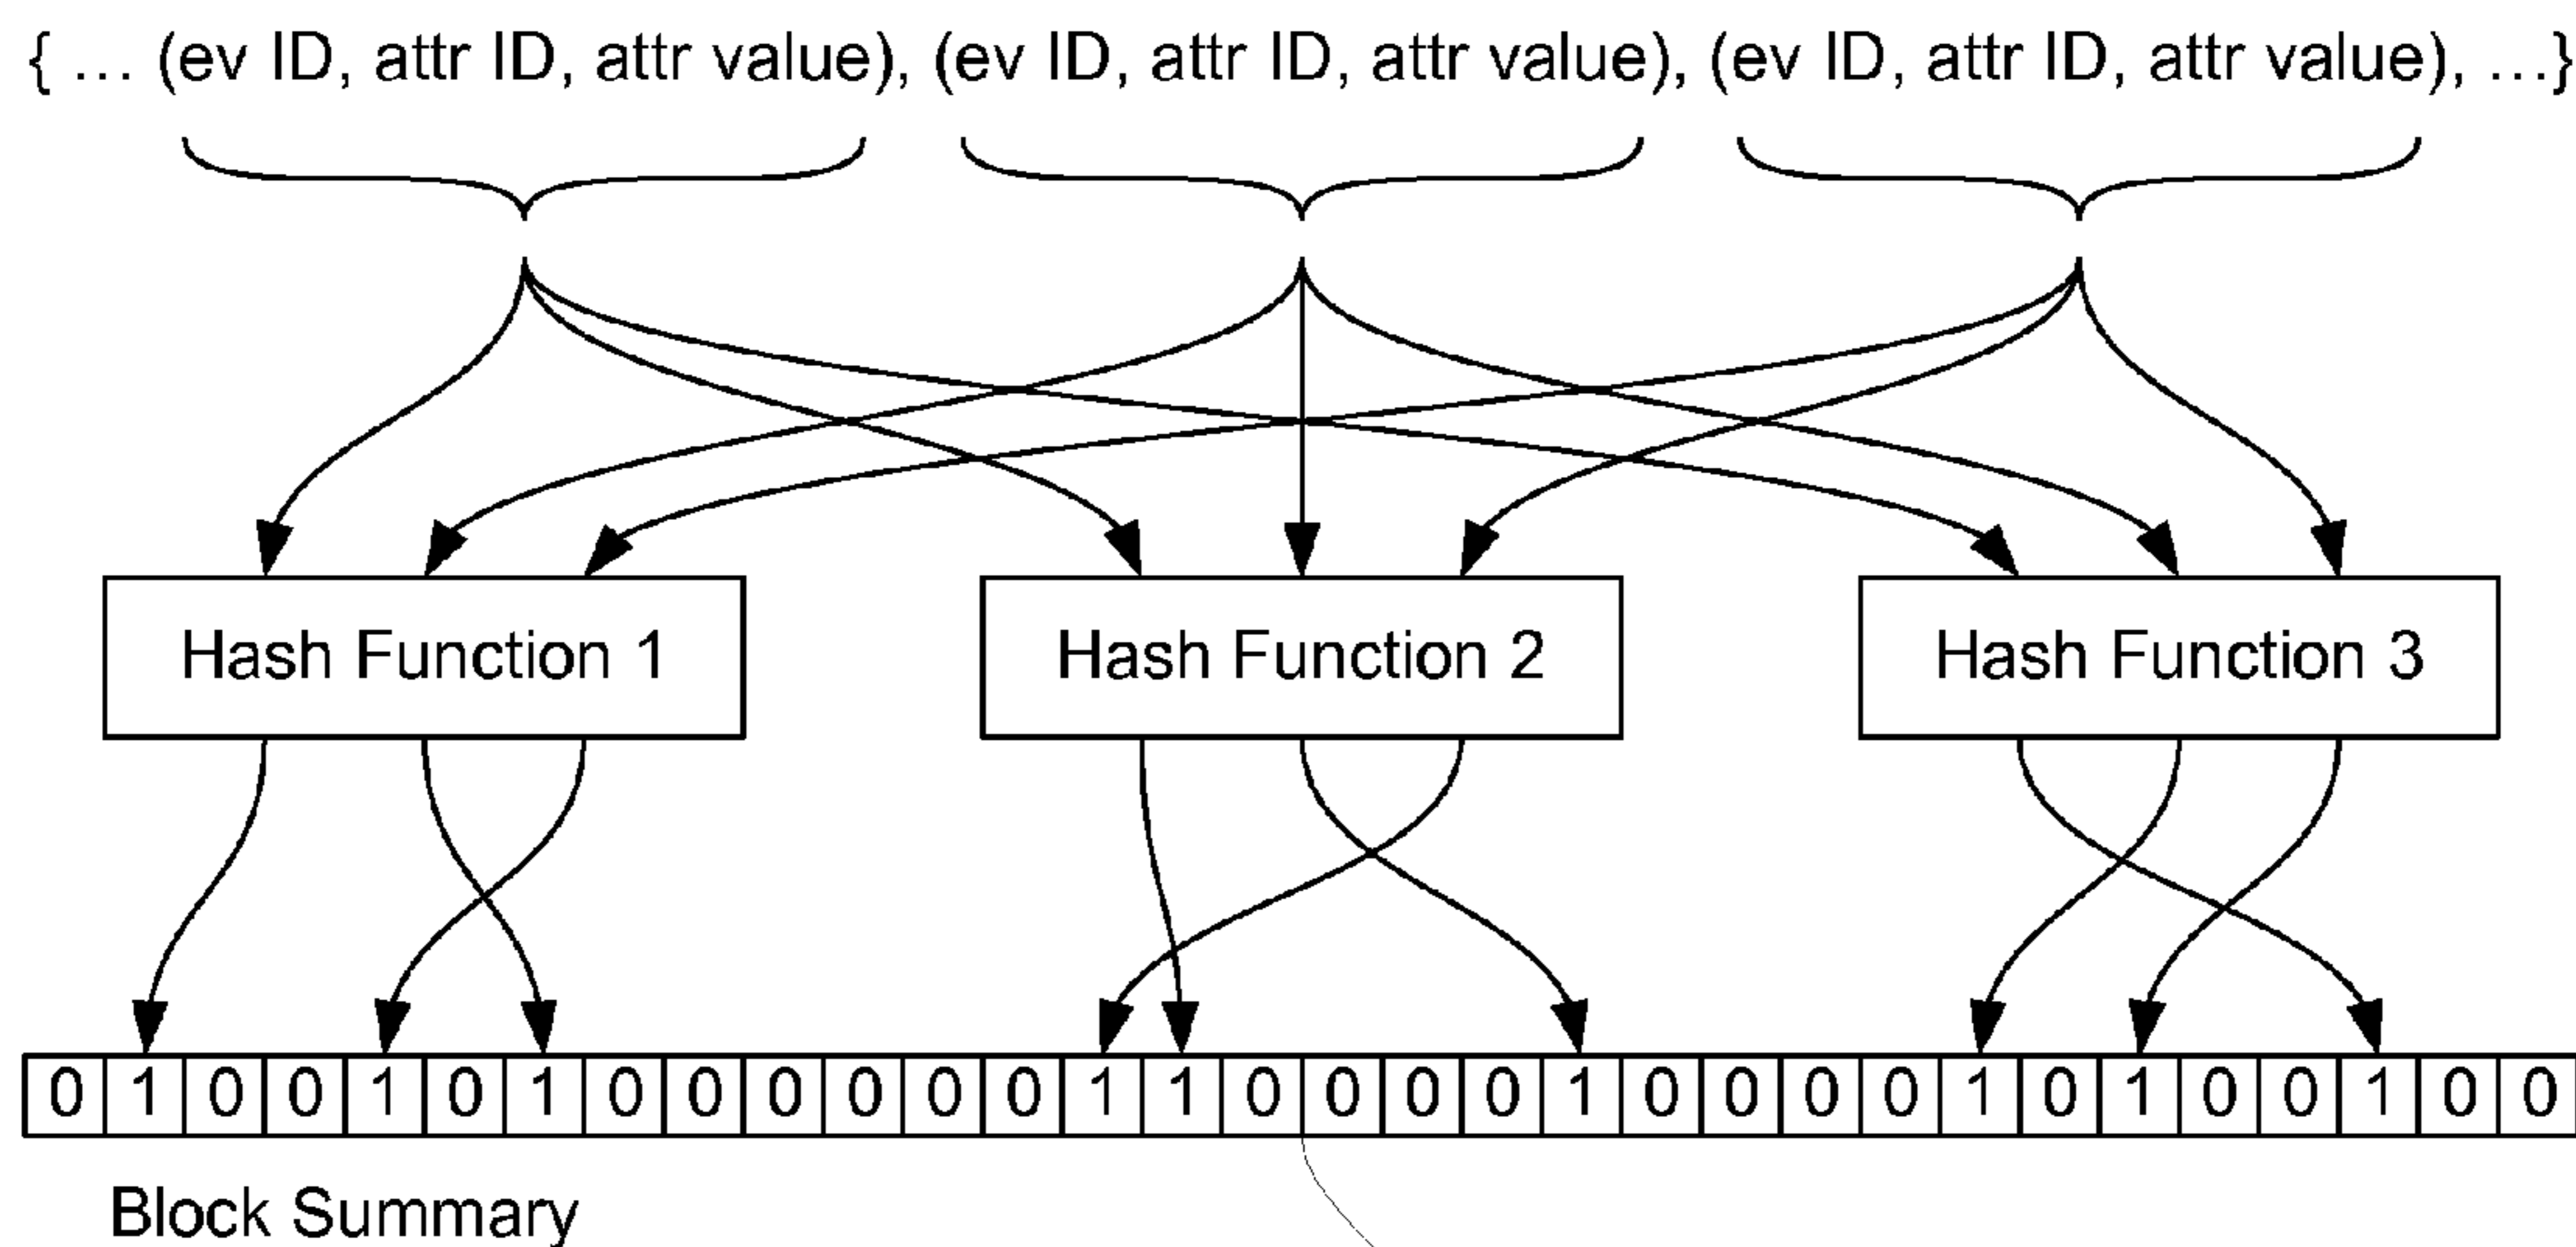 { … (ev ID, attr ID, attr value), (ev ID, attr ID, attr value), (ev ID, attr ID, attr value), …}
Hash Function 1 Hash Function 2 Hash Function 3
0 1 0 0 1 0 1 0 0 0 0 0 0 1 1 0 0 0 0 1 0 0 0 0 1 0 1 0 0 1 0 0
Block Summary